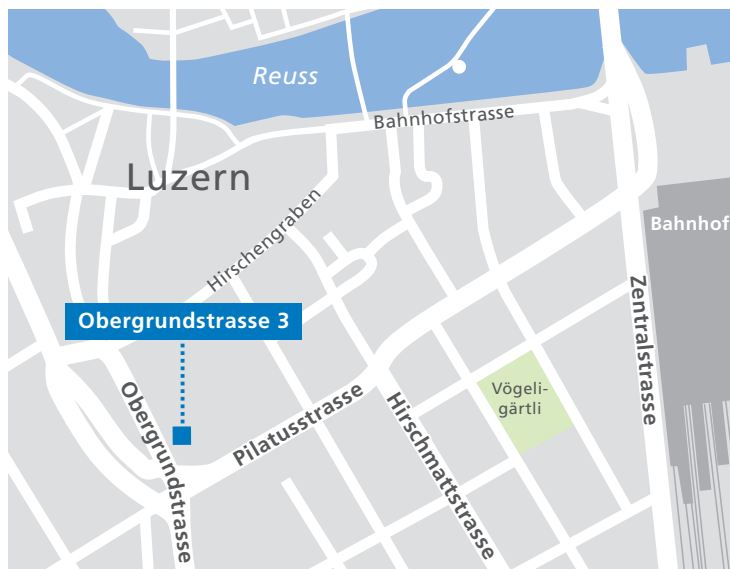 Reuss
Bahnhofstrasse
Luzern
Hirschengraben
Bahnhof
Zentralstrasse
Obergrundstrasse 3
Vögeli-
gärtli
Obergrundstrasse
Pilatusstrasse
Hirschmattstrasse